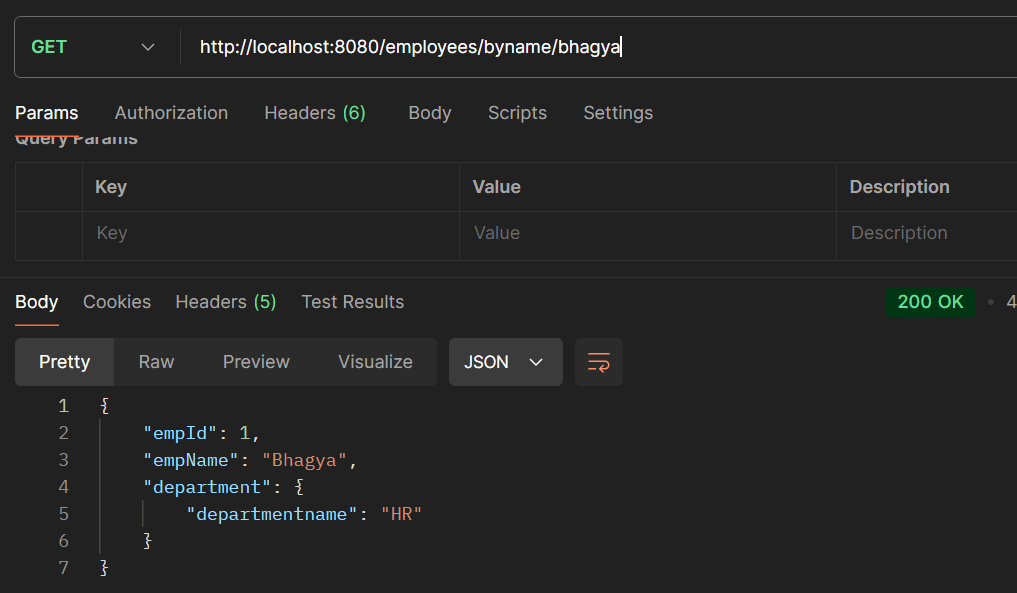 GET http://localhost:8080/employees/byname/bhagya
Params Authorization Headers (6) Body Scripts Settings
Query Params
Key Value Description
Key Value Description
Body Cookies Headers (5) Test Results 200 OK • 4
Pretty Raw Preview Visualize JSON
1 {
2 "empId": 1,
3 "empName": "Bhagya",
4 "department": {
5 "departmentname": "HR"
6 }
7 }